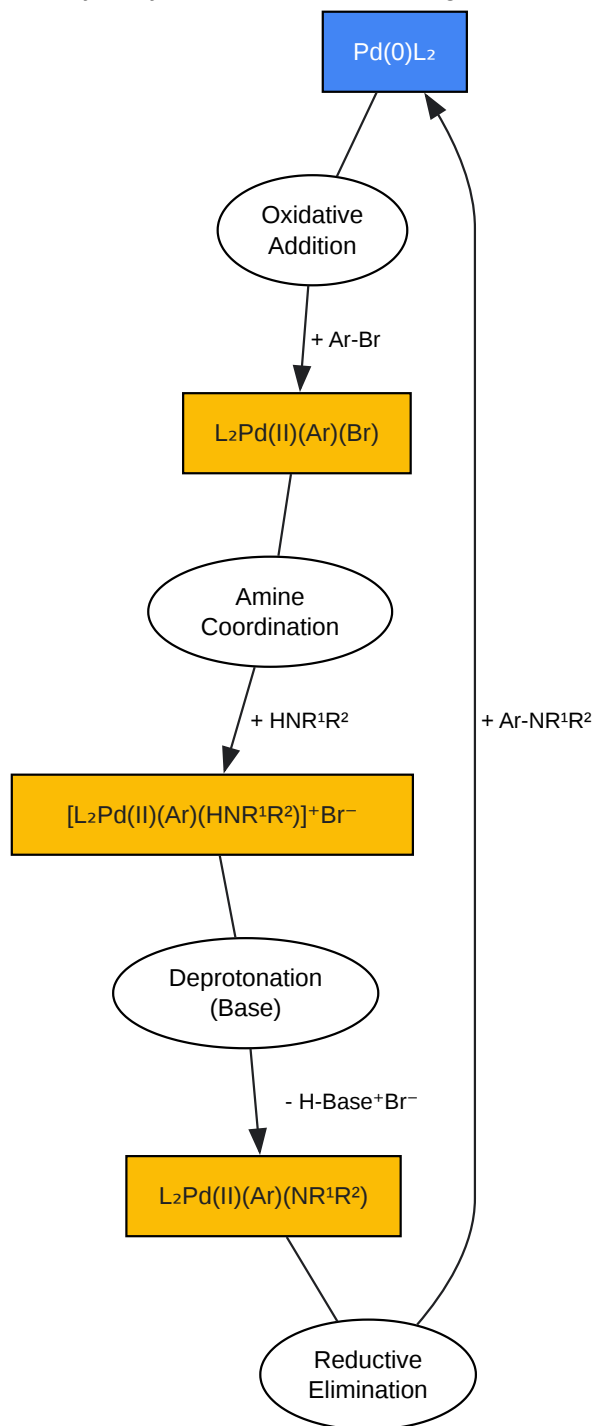 Pd(0)L₂
Oxidative
Addition
+ Ar-Br
L₂Pd(II)(Ar)(Br)
Amine
Coordination
+ HNR¹R²
+ Ar-NR¹R²
[L₂Pd(II)(Ar)(HNR¹R²)]⁺Br⁻
Deprotonation
(Base)
- H-Base⁺Br⁻
L₂Pd(II)(Ar)(NR¹R²)
Reductive
Elimination